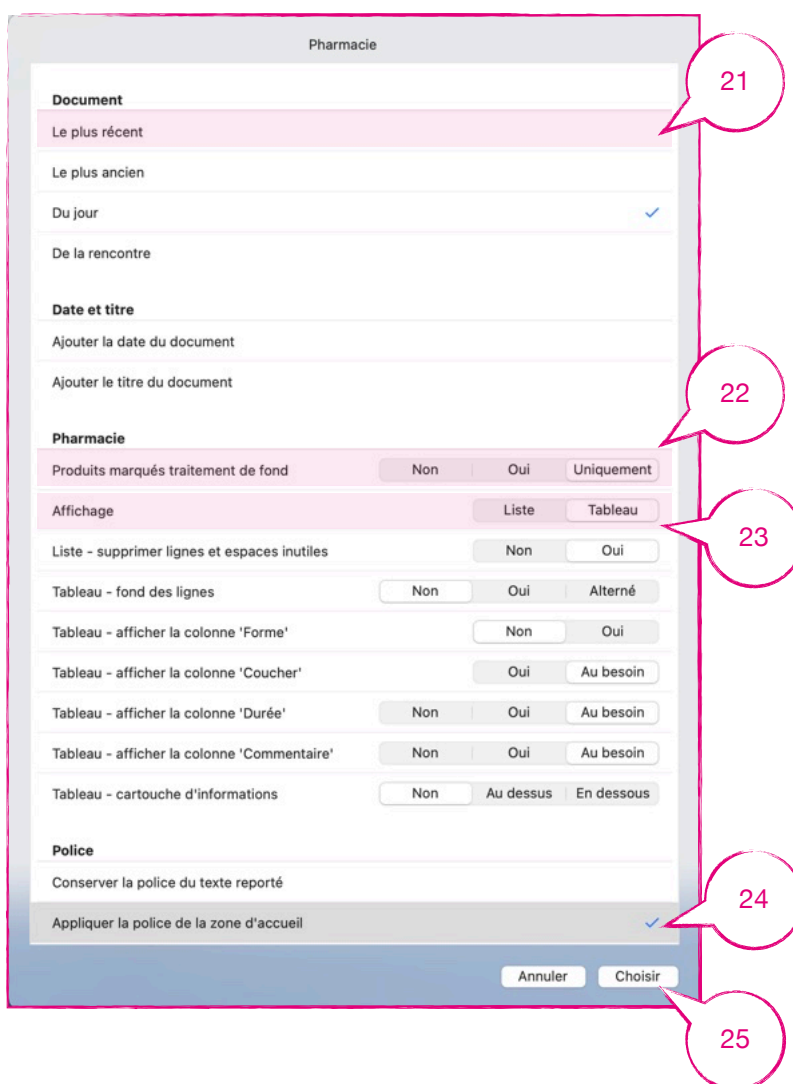 Pharmacie
21
Document
Le plus récent
Le plus ancien
Du jour
De la rencontre
Date et titre
Ajouter la date du document
Ajouter le titre du document
22
Pharmacie
Produits marqués traitement de fond Non Oui Uniquement
Affichage Liste Tableau
23
Liste - supprimer lignes et espaces inutiles Non Oui
Tableau - fond des lignes Non Oui Alterné
Tableau - afficher la colonne 'Forme' Non Oui
Tableau - afficher la colonne 'Coucher' Oui Au besoin
Tableau - afficher la colonne 'Durée' Non Oui Au besoin
Tableau - afficher la colonne 'Commentaire' Non Oui Au besoin
Tableau - cartouche d'informations Non Au dessus En dessous
Police
Conserver la police du texte reporté
24
Appliquer la police de la zone d'accueil
Annuler Choisir
25